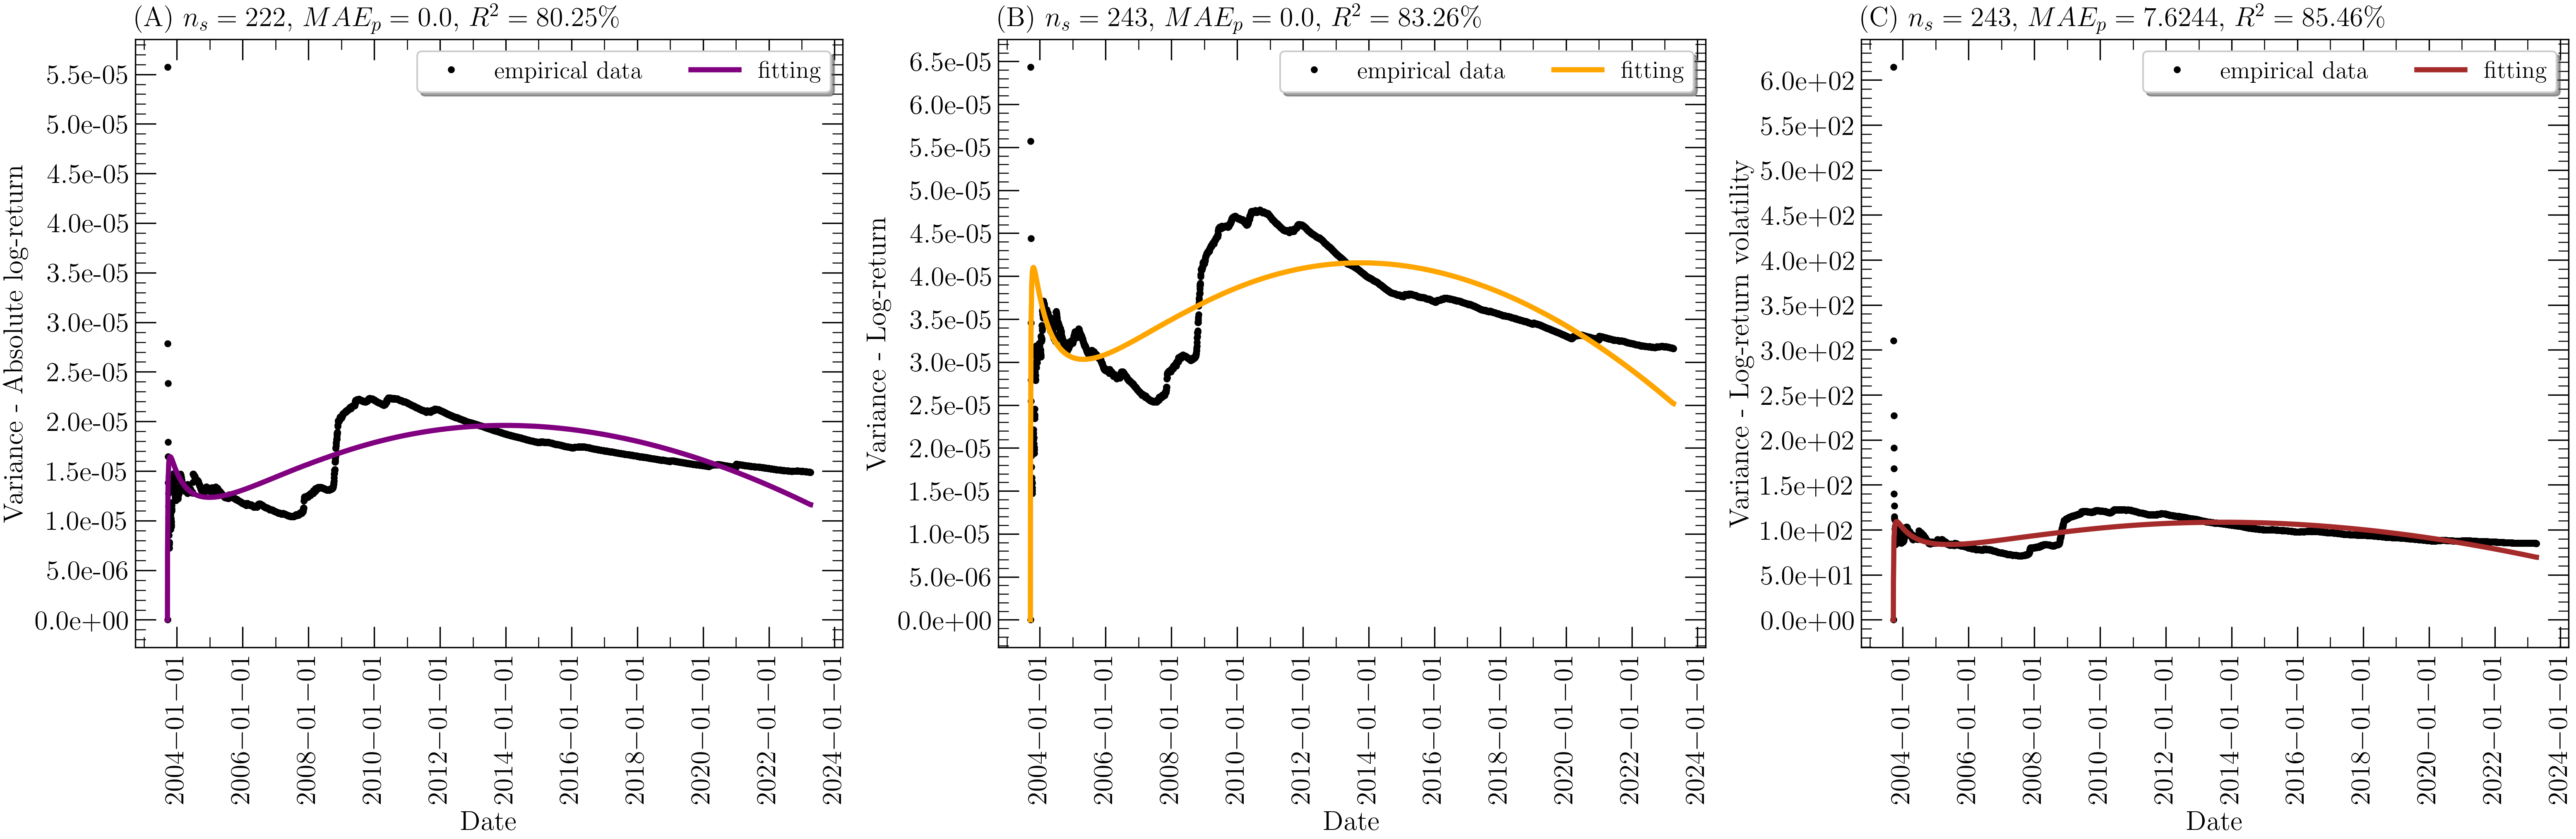 (A) n_s = 222, MAE_p = 0.0, R² = 80.25%
empirical data
fitting
Variance - Absolute log-return
5.5e-05
5.0e-05
4.5e-05
4.0e-05
3.5e-05
3.0e-05
2.5e-05
2.0e-05
1.5e-05
1.0e-05
5.0e-06
0.0e+00
2004−01−01
2006−01−01
2008−01−01
2010−01−01
2012−01−01
2014−01−01
2016−01−01
2018−01−01
2020−01−01
2022−01−01
2024−01−01
Date
(B) n_s = 243, MAE_p = 0.0, R² = 83.26%
empirical data
fitting
Variance - Log-return
6.5e-05
6.0e-05
5.5e-05
5.0e-05
4.5e-05
4.0e-05
3.5e-05
3.0e-05
2.5e-05
2.0e-05
1.5e-05
1.0e-05
5.0e-06
0.0e+00
2004−01−01
2006−01−01
2008−01−01
2010−01−01
2012−01−01
2014−01−01
2016−01−01
2018−01−01
2020−01−01
2022−01−01
2024−01−01
Date
(C) n_s = 243, MAE_p = 7.6244, R² = 85.46%
empirical data
fitting
Variance - Log-return volatility
6.0e+02
5.5e+02
5.0e+02
4.5e+02
4.0e+02
3.5e+02
3.0e+02
2.5e+02
2.0e+02
1.5e+02
1.0e+02
5.0e+01
0.0e+00
2004−01−01
2006−01−01
2008−01−01
2010−01−01
2012−01−01
2014−01−01
2016−01−01
2018−01−01
2020−01−01
2022−01−01
2024−01−01
Date